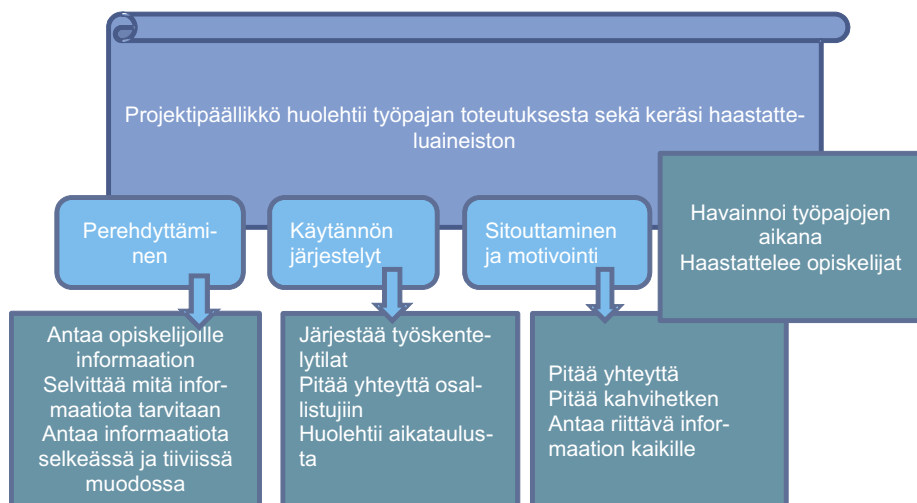 Projektipäällikkö huolehtii työpajan toteutuksesta sekä keräsi haastatte-
luaineiston
Perehdyttämi-
nen
Käytännön
järjestelyt
Sitouttaminen
ja motivointi
Havainnoi työpajojen
aikana
Haastattelee opiskelijat
Antaa opiskelijoille
informaation
Selvittää mitä infor-
maatiota tarvitaan
Antaa informaatiota
selkeässä ja tiiviissä
muodossa
Järjestää työskente-
lytilat
Pitää yhteyttä osal-
listujiin
Huolehtii aikataulus-
ta
Pitää yhteyttä
Pitää kahvihetken
Antaa riittävä infor-
maation kaikille